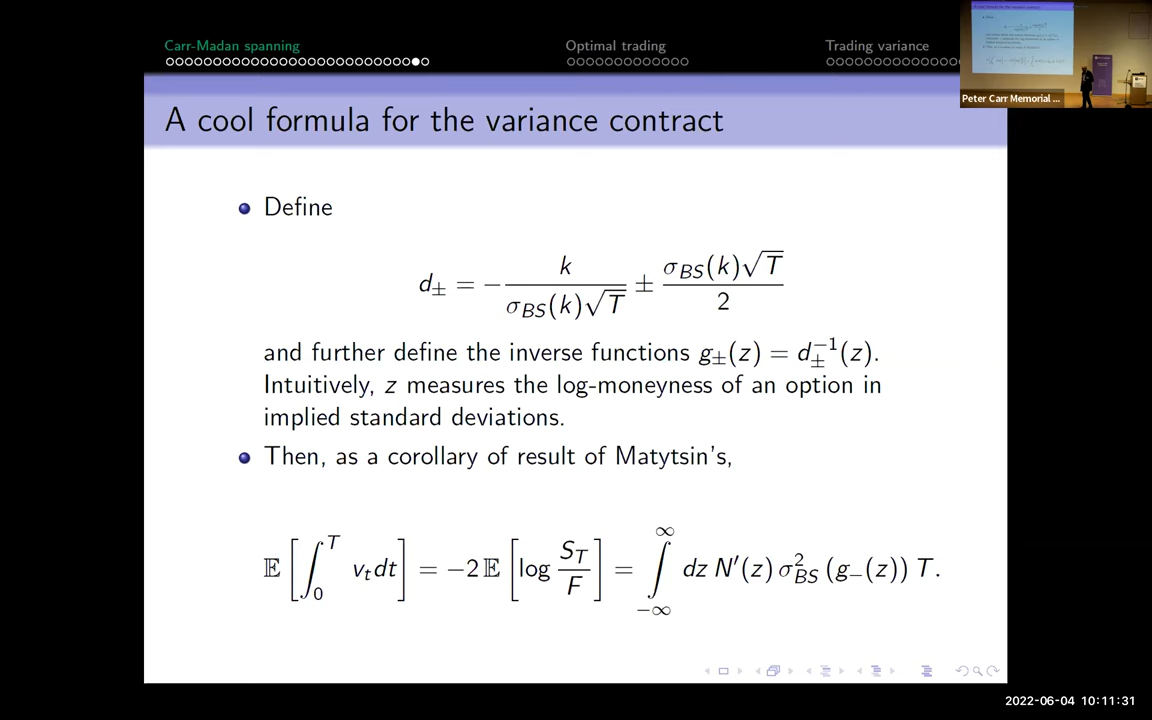 Carr-Madan spanning Optimal trading Trading variance
A cool formula for the variance contract
Peter Carr Memorial ...
Define
d± = − k / (σ_BS(k)√T) ± σ_BS(k)√T / 2
and further define the inverse functions g±(z) = d±⁻¹(z).
Intuitively, z measures the log-moneyness of an option in
implied standard deviations.
Then, as a corollary of result of Matytsin's,
𝔼[∫₀ᵀ v_t dt] = −2 𝔼[log S_T / F] = ∫_{−∞}^{∞} dz N′(z) σ²_BS (g₋(z)) T.
2022-06-04 10:11:31